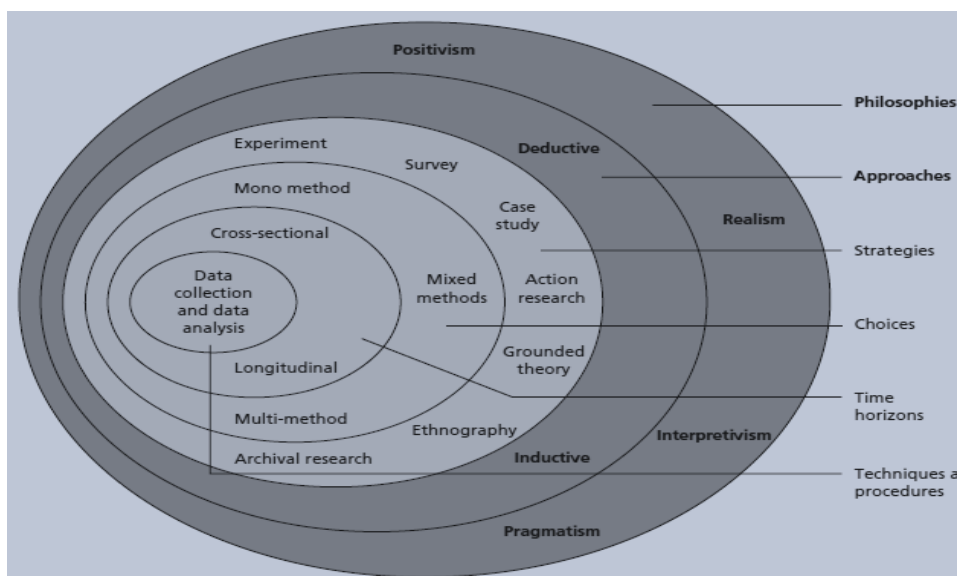 Positivism
Philosophies
Experiment
Deductive
Survey
Approaches
Mono method
Case
study
Realism
Cross-sectional
Strategies
Data
collection
and data
analysis
Mixed
methods
Action
research
Choices
Grounded
theory
Longitudinal
Time
horizons
Multi-method
Ethnography
Interpretivism
Archival research
Inductive
Techniques a
procedures
Pragmatism